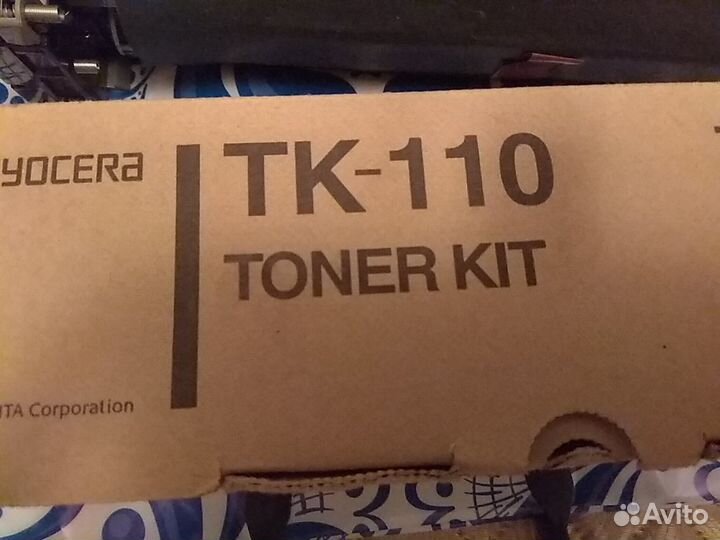 YOCERA
TK-110
TONER KIT
ITA Corporation
Avito